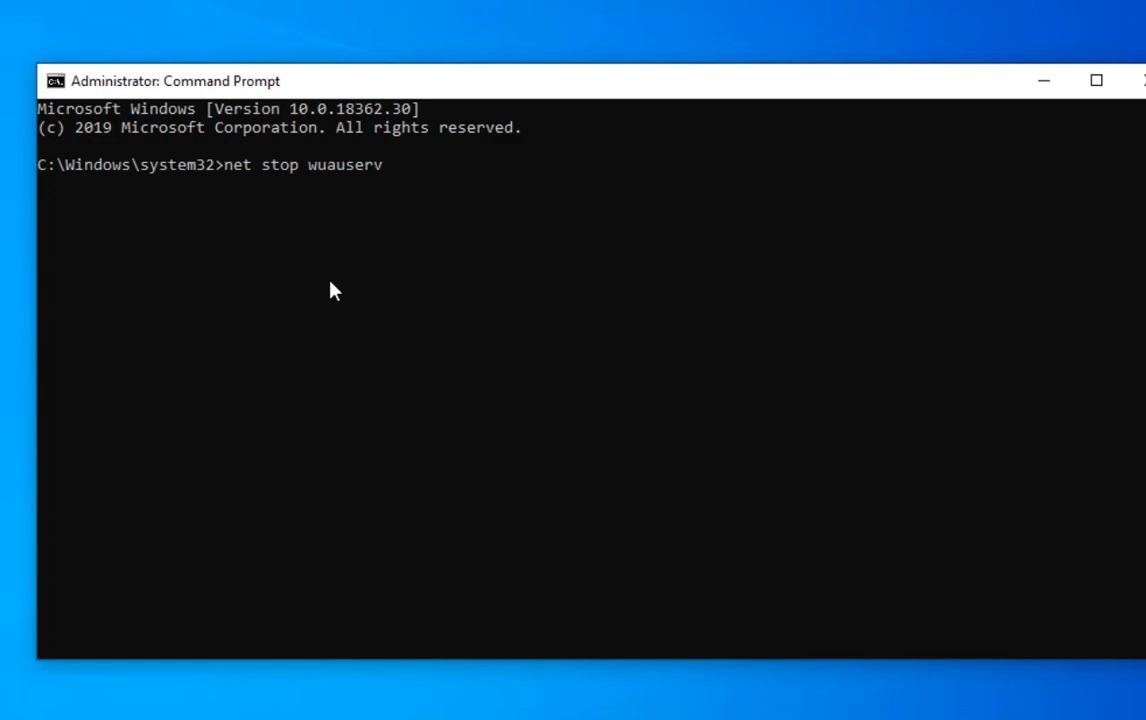 Administrator: Command Prompt
Microsoft Windows [Version 10.0.18362.30]
(c) 2019 Microsoft Corporation. All rights reserved.
C:\Windows\system32>net stop wuauserv